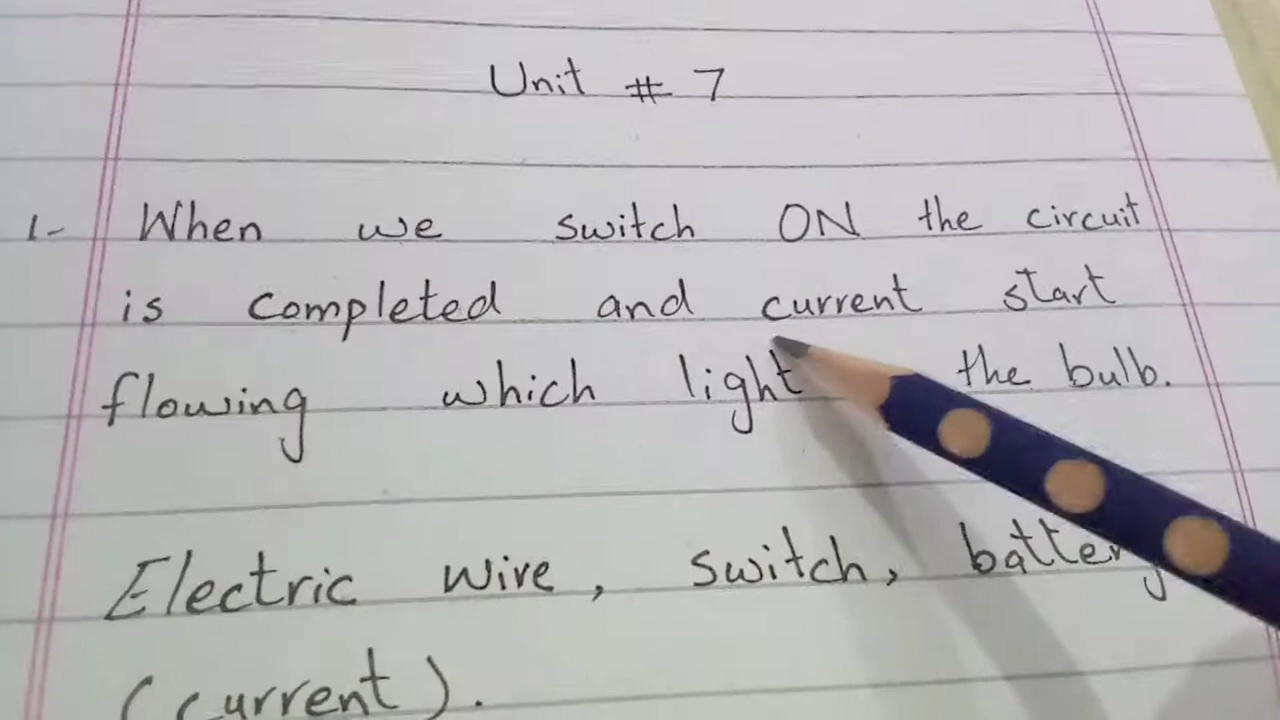 Unit # 7
1- When we switch ON the circuit
is completed and current start
flowing which light the bulb.
Electric wire, switch, battery
(current).